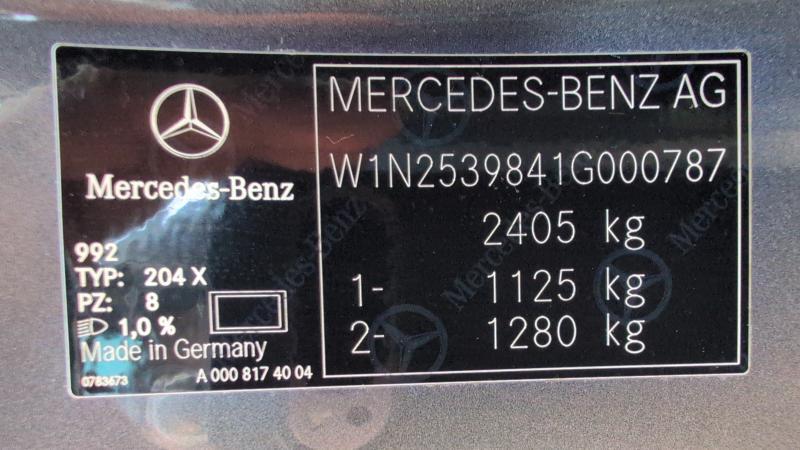 Mercedes-Benz
992
TYP: 204 X
PZ: 8
1,0 %
Made in Germany
0783673
A 000 817 40 04
MERCEDES-BENZ AG
W1N2539841G000787
2405 kg
1- 1125 kg
2- 1280 kg